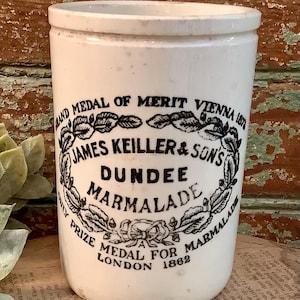 GRAND MEDAL OF MERIT VIENNA 1873
JAMES KEILLER & SON'S
DUNDEE
MARMALADE
ONLY PRIZE MEDAL FOR MARMALADE
LONDON 1862